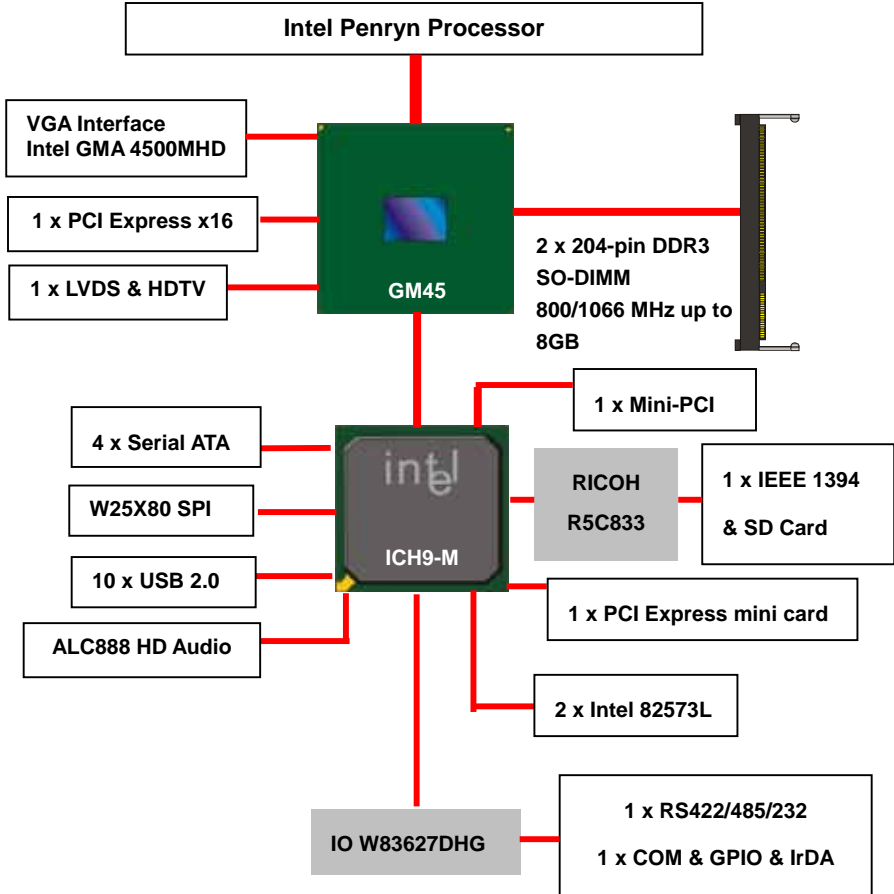 Intel Penryn Processor
VGA Interface
Intel GMA 4500MHD
1 x PCI Express x16
1 x LVDS & HDTV
GM45
2 x 204-pin DDR3
SO-DIMM
800/1066 MHz up to
8GB
1 x Mini-PCI
4 x Serial ATA
W25X80 SPI
10 x USB 2.0
ALC888 HD Audio
intel
ICH9-M
RICOH
R5C833
1 x IEEE 1394
& SD Card
1 x PCI Express mini card
2 x Intel 82573L
IO W83627DHG
1 x RS422/485/232
1 x COM & GPIO & IrDA